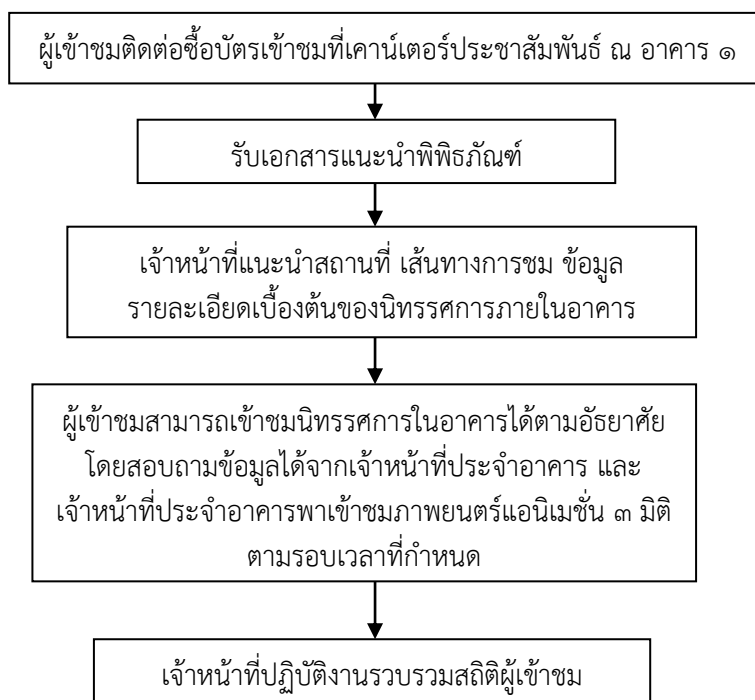 ผู้เข้าชมติดต่อซื้อบัตรเข้าชมที่เคาน์เตอร์ประชาสัมพันธ์ ณ อาคาร ๑
รับเอกสารแนะนำพิพิธภัณฑ์
เจ้าหน้าที่แนะนำสถานที่ เส้นทางการชม ข้อมูล
รายละเอียดเบื้องต้นของนิทรรศการภายในอาคาร
ผู้เข้าชมสามารถเข้าชมนิทรรศการในอาคารได้ตามอัธยาศัย
โดยสอบถามข้อมูลได้จากเจ้าหน้าที่ประจำอาคาร และ
เจ้าหน้าที่ประจำอาคารพาเข้าชมภาพยนตร์แอนิเมชั่น ๓ มิติ
ตามรอบเวลาที่กำหนด
เจ้าหน้าที่ปฏิบัติงานรวบรวมสถิติผู้เข้าชม